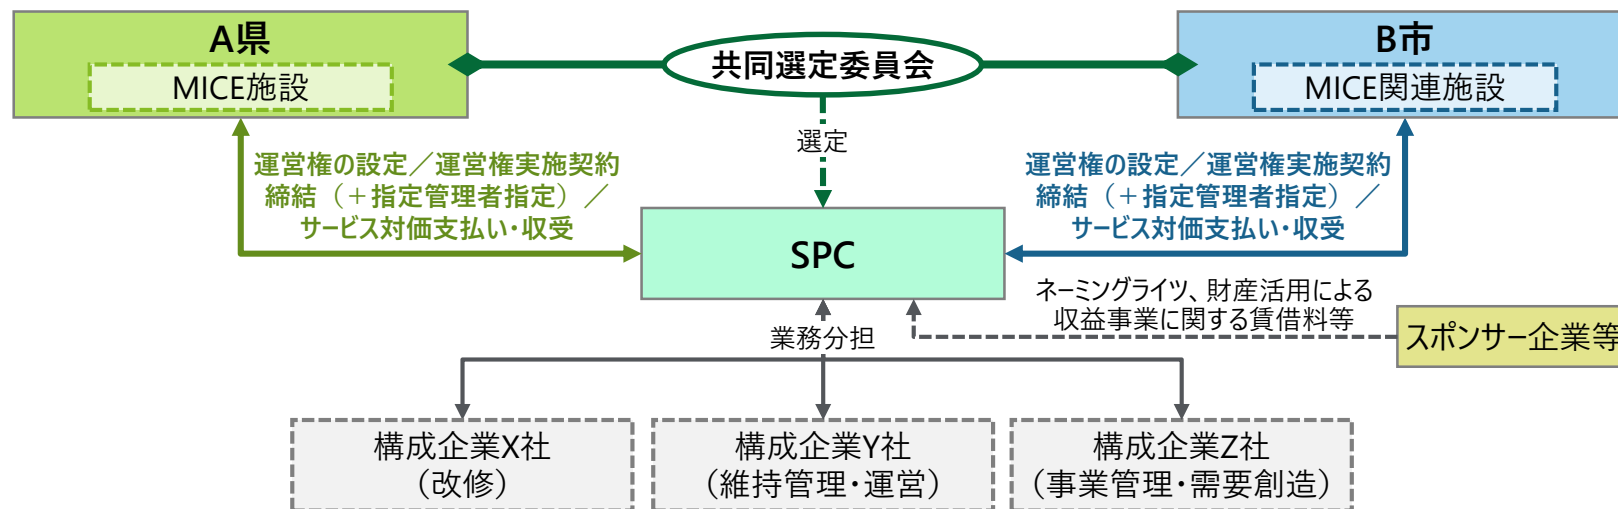 A県
MICE施設
共同選定委員会
B市
MICE関連施設
選定
運営権の設定／運営権実施契約
締結（＋指定管理者指定）／
サービス対価支払い・収受
運営権の設定／運営権実施契約
締結（＋指定管理者指定）／
サービス対価支払い・収受
SPC
ネーミングライツ、財産活用による
収益事業に関する賃借料等
スポンサー企業等
業務分担
構成企業X社
（改修）
構成企業Y社
（維持管理・運営）
構成企業Z社
（事業管理・需要創造）